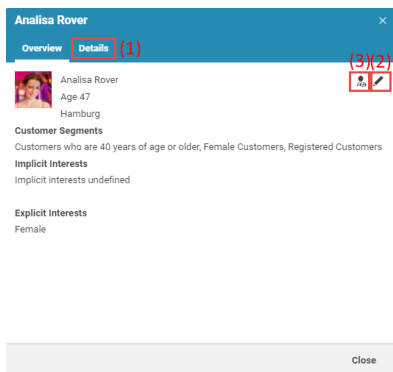 Analisa Rover ×
Overview Details (1)
(3)(2)
Analisa Rover
Age 47
Hamburg
Customer Segments
Customers who are 40 years of age or older, Female Customers, Registered Customers
Implicit Interests
Implicit interests undefined
Explicit Interests
Female
Close